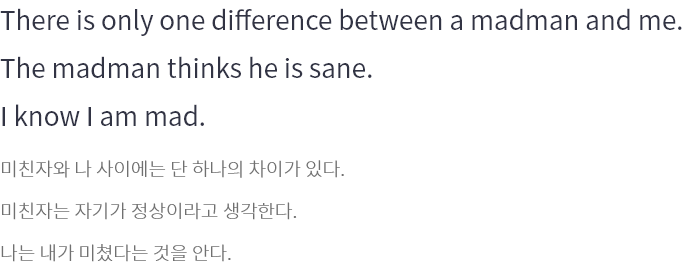 There is only one difference between a madman and me.
The madman thinks he is sane.
I know I am mad.
미친자와 나 사이에는 단 하나의 차이가 있다.
미친자는 자기가 정상이라고 생각한다.
나는 내가 미쳤다는 것을 안다.